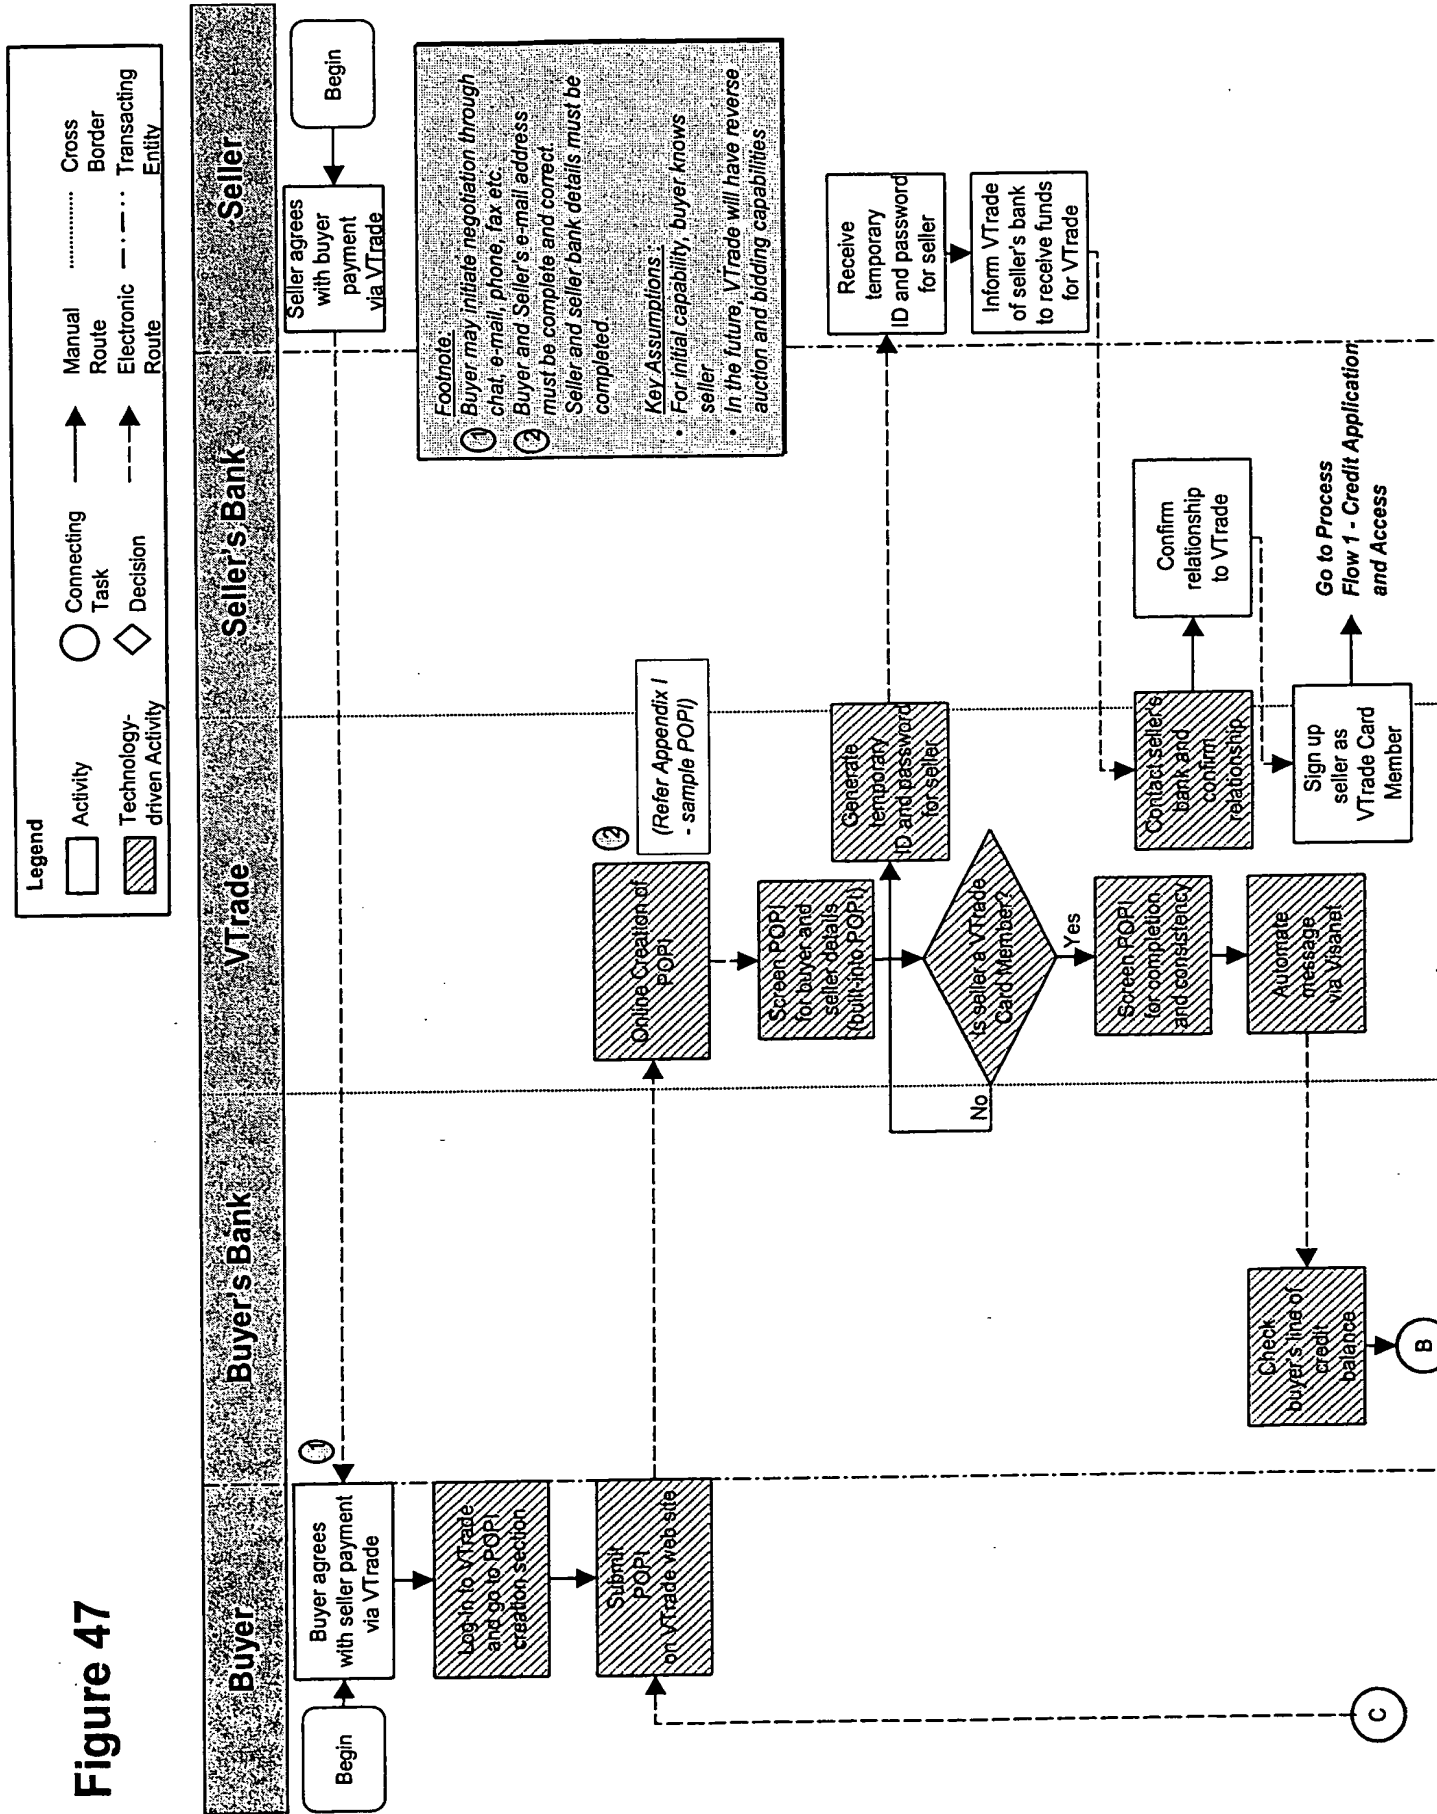 Figure 47
Legend
Activity
Technology-
driven Activity
Connecting
Task
Decision
Manual
Route
Electronic
Route
Cross
Border
Transacting
Entity
Buyer
Buyer's Bank
VTrade
Seller's Bank
Seller
Begin
Buyer agrees
with seller payment
via VTrade
1
Seller agrees
with buyer
payment
via VTrade
Begin
Log-in to VTrade
and go to POPI
creation section
Submit
POPI
on VTrade web site
Online Creation of
POPI
2
(Refer Appendix I
- sample POPI)
Footnote:
1 Buyer may initiate negotiation through
chat, e-mail, phone, fax etc.
2 Buyer and Seller's e-mail address
must be complete and correct.
Seller and seller bank details must be
completed.
Key Assumptions :
• For initial capability, buyer knows
seller
• In the future, VTrade will have reverse
auction and bidding capabilities
Screen POPI
for buyer and
seller details
(built-into POPI)
Generate
temporary
ID and password
for seller
Receive
temporary
ID and password
for seller
Is seller a VTrade
Card Member?
No
Yes
Inform VTrade
of seller's bank
to receive funds
for VTrade
Screen POPI
for completion
and consistency
Contact seller's
bank and
confirm
relationship
Confirm
relationship
to VTrade
Automate
message
via Visanet
Sign up
seller as
VTrade Card
Member
Go to Process
Flow 1 - Credit Application
and Access
Check
buyer's line of
credit
balance
B
C